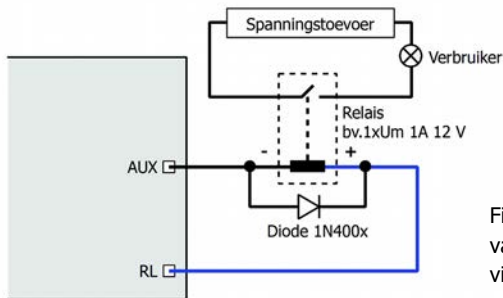 Spanningstoevoer
Verbruiker
Relais
bv.1xUm 1A 12 V
- +
AUX
Diode 1N400x
RL
Fi
va
vi